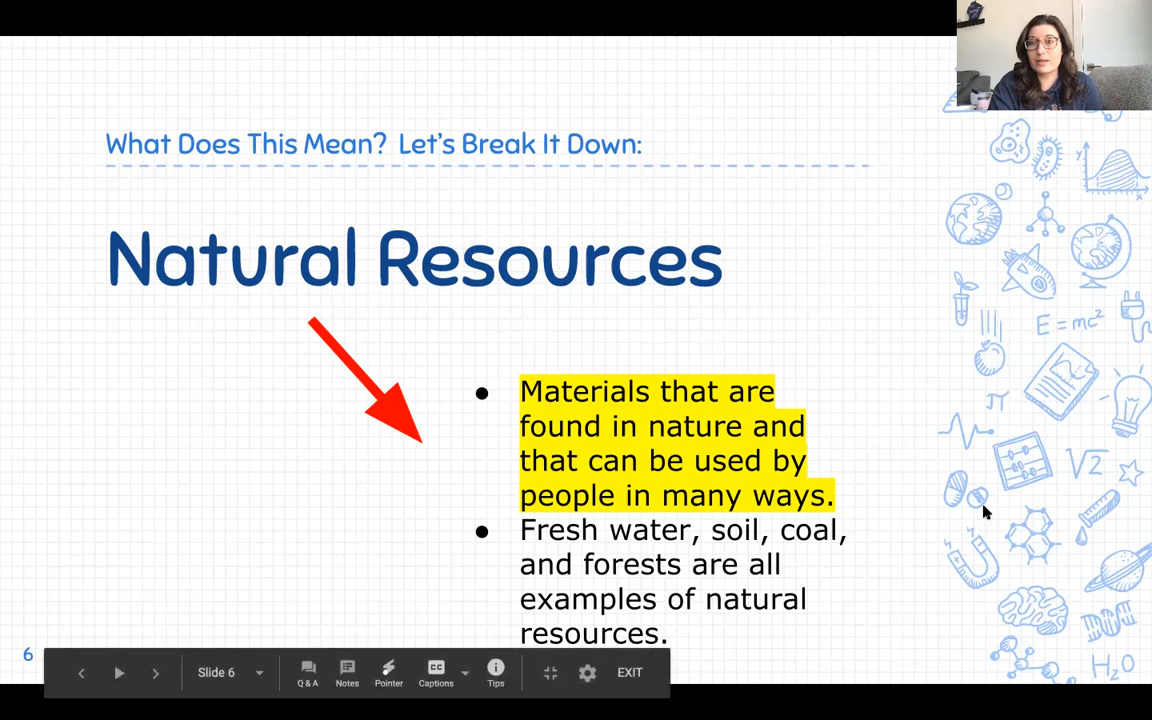 What Does This Mean? Let's Break It Down:
Natural Resources
● Materials that are
found in nature and
that can be used by
people in many ways.
● Fresh water, soil, coal,
and forests are all
examples of natural
resources.
y
x
E = mc²
π
√2
DNA
H₂O
6
Slide 6
Q & A
Notes
Pointer
CC
Captions
Tips
EXIT